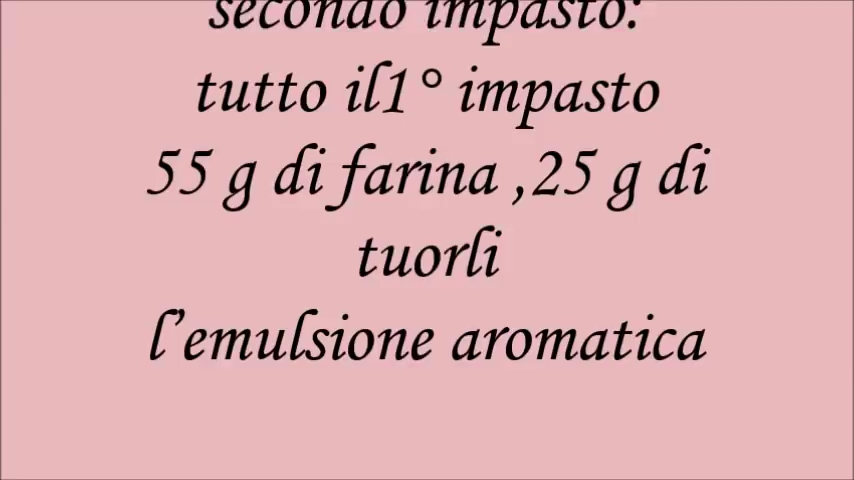 secondo impasto:
tutto il1° impasto
55 g di farina ,25 g di
tuorli
l’emulsione aromatica